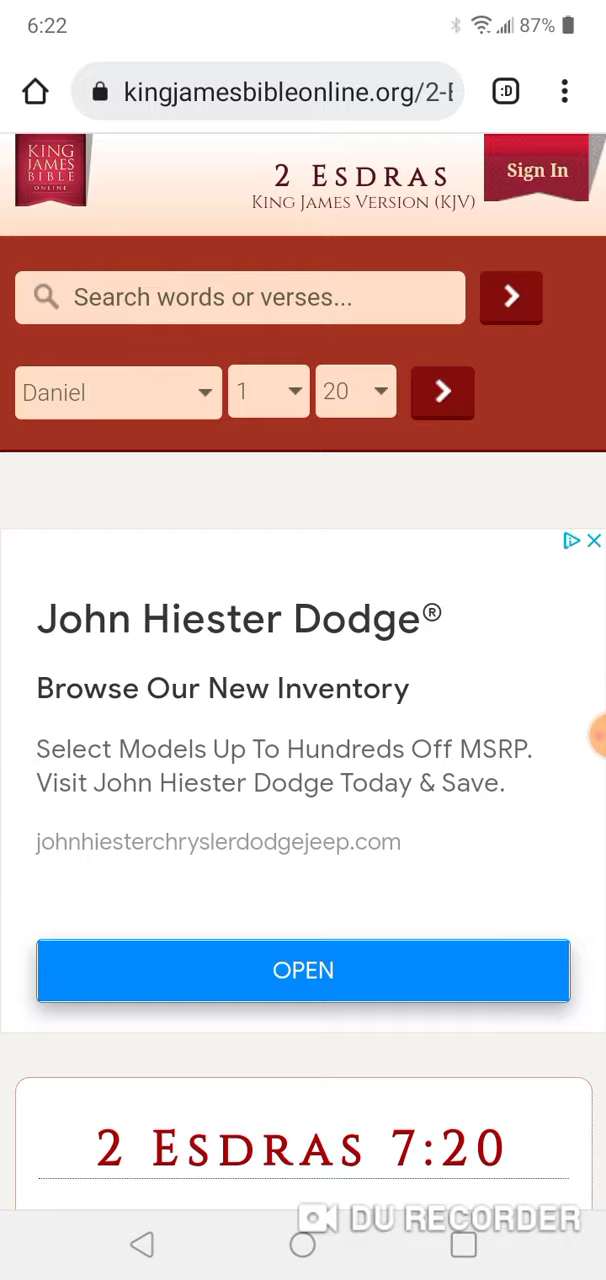 6:22
87%
kingjamesbibleonline.org/2-E
:D
KING
JAMES
BIBLE
ONLINE
2 ESDRAS
KING JAMES VERSION (KJV)
Sign In
Search words or verses...
Daniel
1
20
John Hiester Dodge®
Browse Our New Inventory
Select Models Up To Hundreds Off MSRP.
Visit John Hiester Dodge Today & Save.
johnhiesterchryslerdodgejeep.com
OPEN
2 ESDRAS 7:20
DU RECORDER